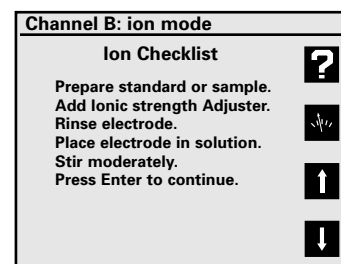 Channel B: ion mode
Ion Checklist
Prepare standard or sample.
Add Ionic strength Adjuster.
Rinse electrode.
Place electrode in solution.
Stir moderately.
Press Enter to continue.
?